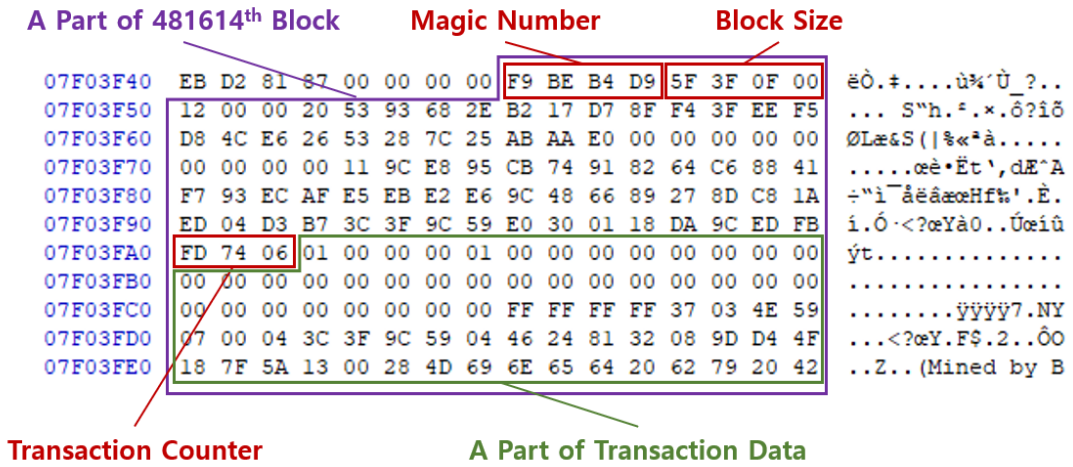 A Part of 481614th Block Magic Number Block Size
07F03F40 EB D2 81 87 00 00 00 00 F9 BE B4 D9 5F 3F 0F 00 ëÒ.‡....ù¾´Ù_?..
07F03F50 12 00 00 20 53 93 68 2E B2 17 D7 8F F4 3F EE F5 ... S“h.².×.ô?îõ
07F03F60 D8 4C E6 26 53 28 7C 25 AB AA E0 00 00 00 00 00 ØLæ&S(|%«ªà.....
07F03F70 00 00 00 00 11 9C E8 95 CB 74 91 82 64 C6 88 41 .....œè•Ët‘‚dƈA
07F03F80 F7 93 EC AF E5 EB E2 E6 9C 48 66 89 27 8D C8 1A ÷“ì¯åëâæœHf‰'.È.
07F03F90 ED 04 D3 B7 3C 3F 9C 59 E0 30 01 18 DA 9C ED FB í.Ó·<?œYà0..Úœíû
07F03FA0 FD 74 06 01 00 00 00 01 00 00 00 00 00 00 00 00 ýt..............
07F03FB0 00 00 00 00 00 00 00 00 00 00 00 00 00 00 00 00 ................
07F03FC0 00 00 00 00 00 00 00 00 FF FF FF FF 37 03 4E 59 ........ÿÿÿÿ7.NY
07F03FD0 07 00 04 3C 3F 9C 59 04 46 24 81 32 08 9D D4 4F ...<?œY.F$.2..ÔO
07F03FE0 18 7F 5A 13 00 28 4D 69 6E 65 64 20 62 79 20 42 ..Z..(Mined by B
Transaction Counter A Part of Transaction Data